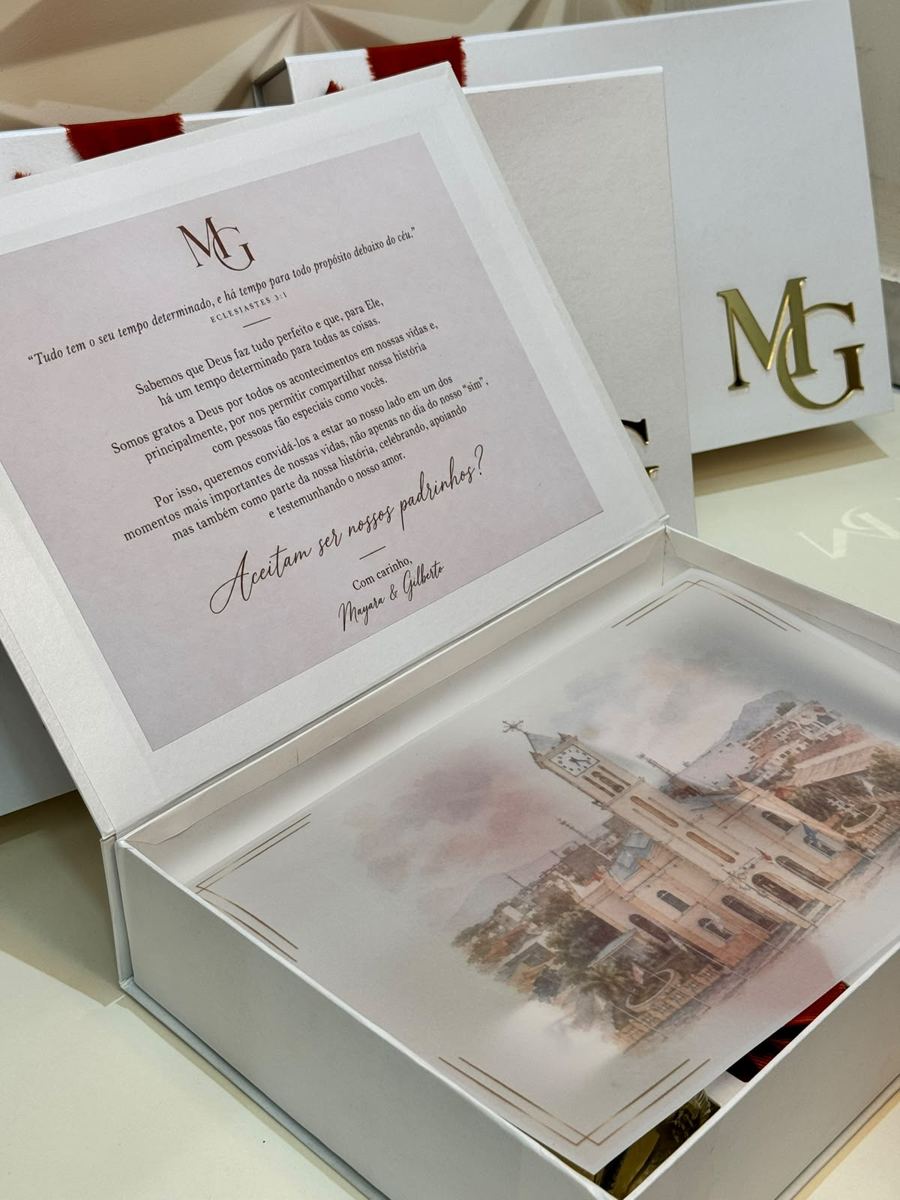 MG
“Tudo tem o seu tempo determinado, e há tempo para todo propósito debaixo do céu.”
ECLESIASTES 3:1
Sabemos que Deus faz tudo perfeito e que, para Ele,
há um tempo determinado para todas as coisas.
Somos gratos a Deus por todos os acontecimentos em nossas vidas e,
principalmente, por nos permitir compartilhar nossa história
com pessoas tão especiais como vocês.
Por isso, queremos convidá-los a estar ao nosso lado em um dos
momentos mais importantes de nossas vidas, não apenas no dia do nosso “sim”,
mas também como parte da nossa história, celebrando, apoiando
e testemunhando o nosso amor.
Aceitam ser nossos padrinhos?
Com carinho,
Mayara & Gilberto
MG